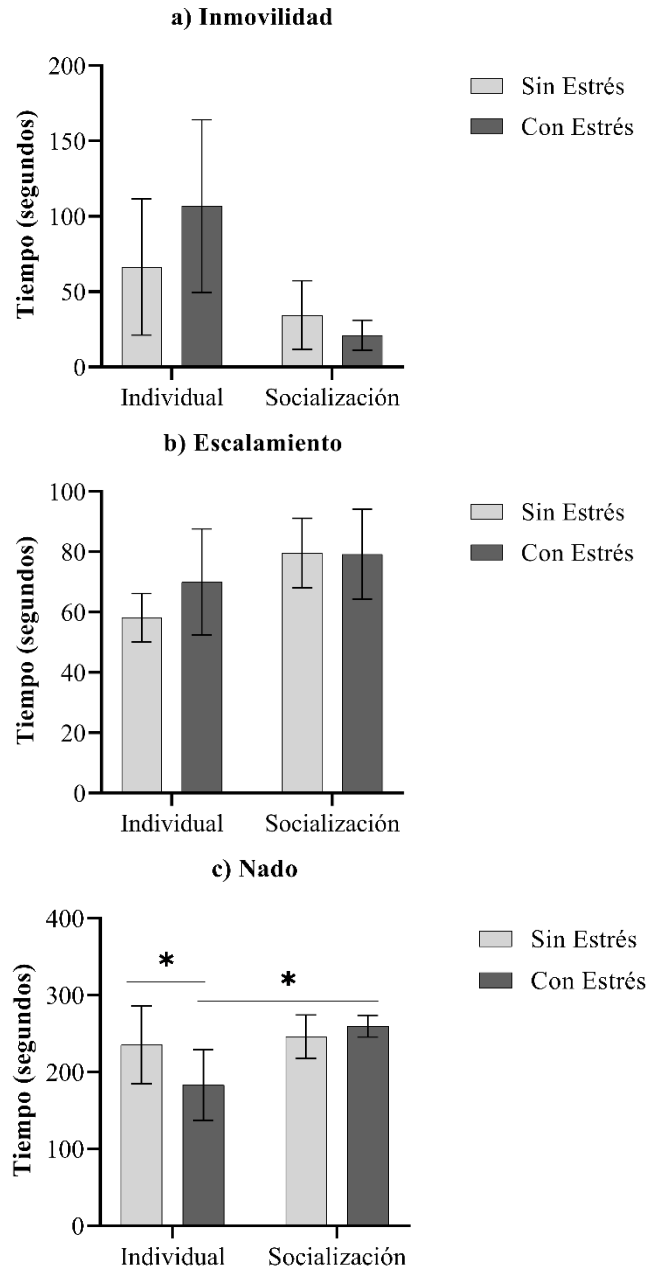 a) Inmovilidad
200
150
100
50
0
Tiempo (segundos)
Individual Socialización
Sin Estrés
Con Estrés
b) Escalamiento
100
80
60
40
20
0
Tiempo (segundos)
Individual Socialización
Sin Estrés
Con Estrés
c) Nado
400
300
200
100
0
Tiempo (segundos)
* *
Individual Socialización
Sin Estrés
Con Estrés